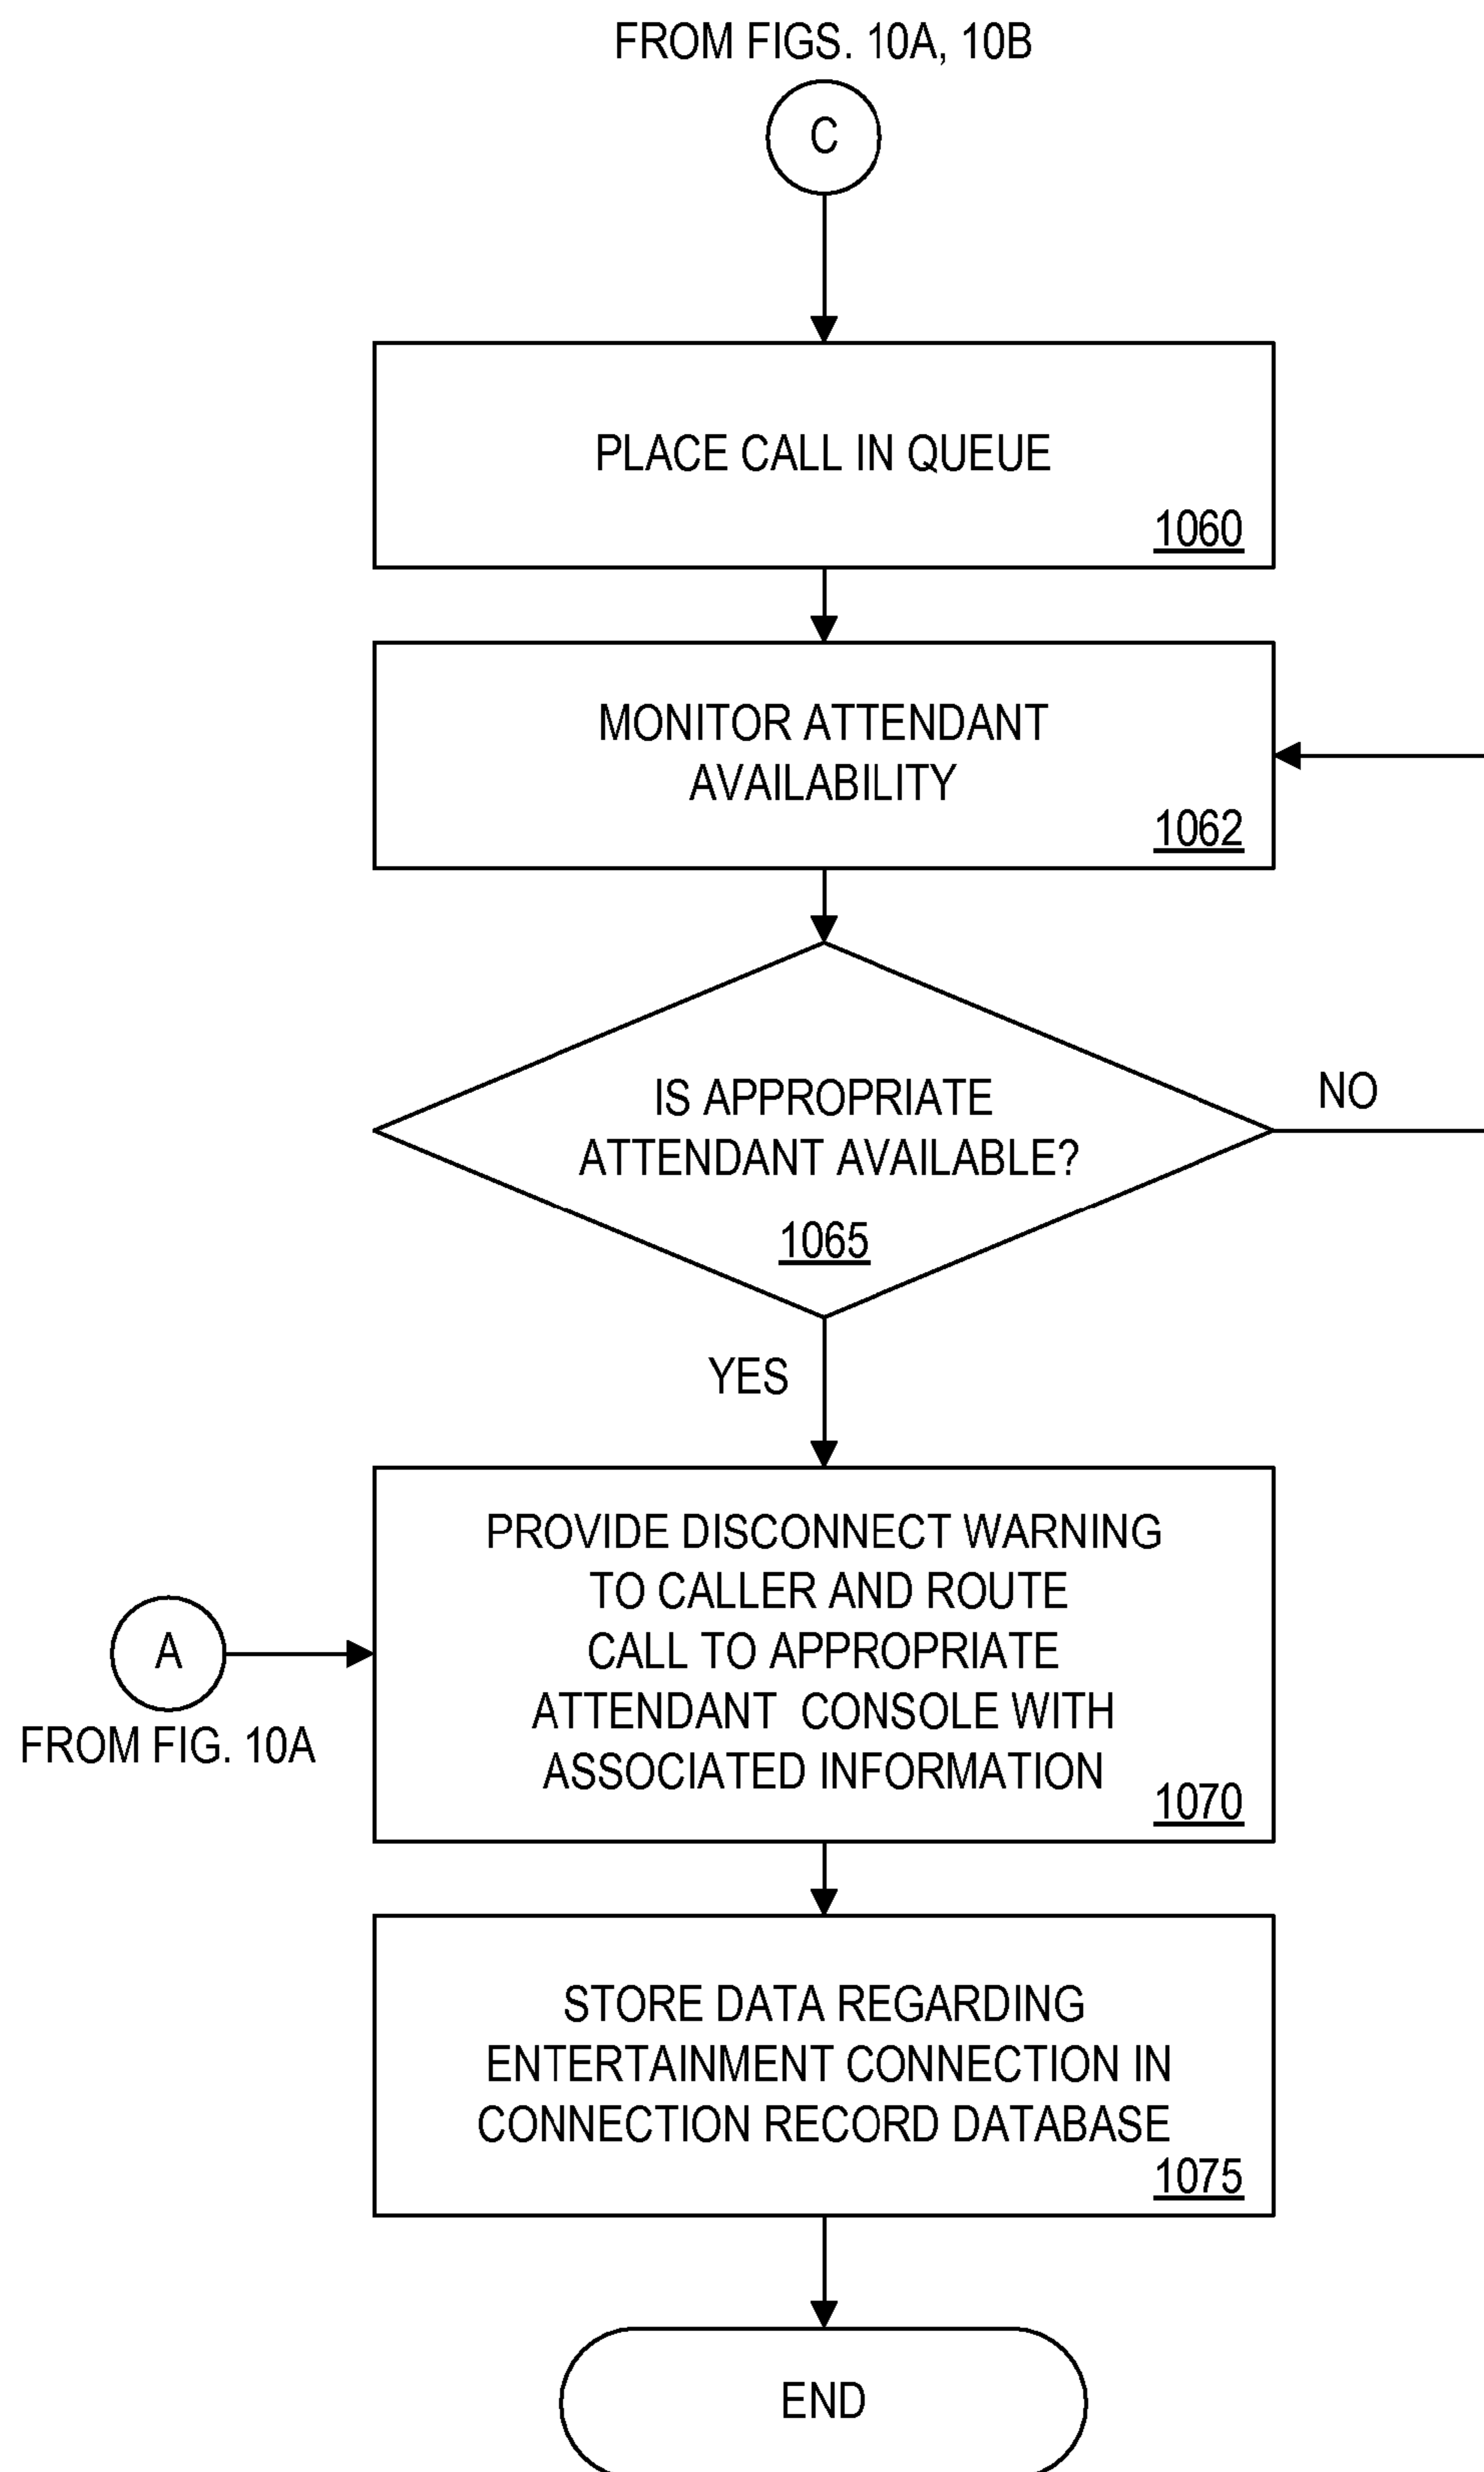 FROM FIGS. 10A, 10B
C
PLACE CALL IN QUEUE
1060
MONITOR ATTENDANT
AVAILABILITY
1062
IS APPROPRIATE
ATTENDANT AVAILABLE?
1065
NO
YES
PROVIDE DISCONNECT WARNING
TO CALLER AND ROUTE
CALL TO APPROPRIATE
ATTENDANT CONSOLE WITH
ASSOCIATED INFORMATION
1070
A
FROM FIG. 10A
STORE DATA REGARDING
ENTERTAINMENT CONNECTION IN
CONNECTION RECORD DATABASE
1075
END